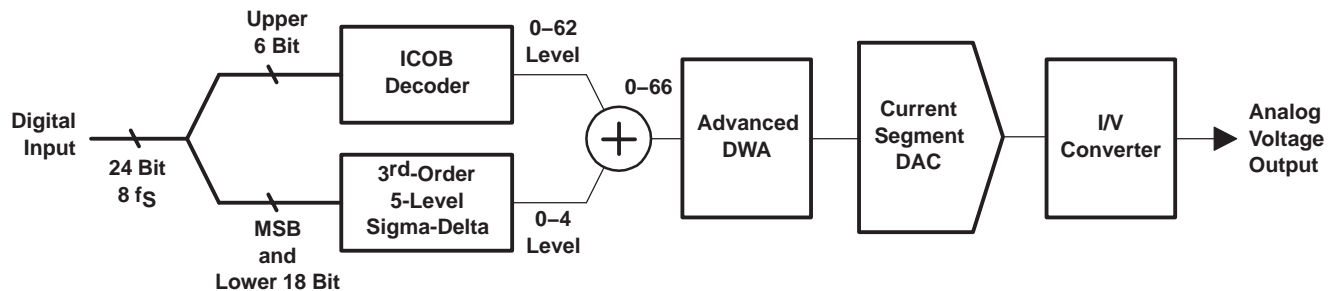 Digital
Input
24 Bit
8 fS
Upper
6 Bit
MSB
and
Lower 18 Bit
ICOB
Decoder
3rd-Order
5-Level
Sigma-Delta
0–62
Level
0–4
Level
0–66
+
Advanced
DWA
Current
Segment
DAC
I/V
Converter
Analog
Voltage
Output